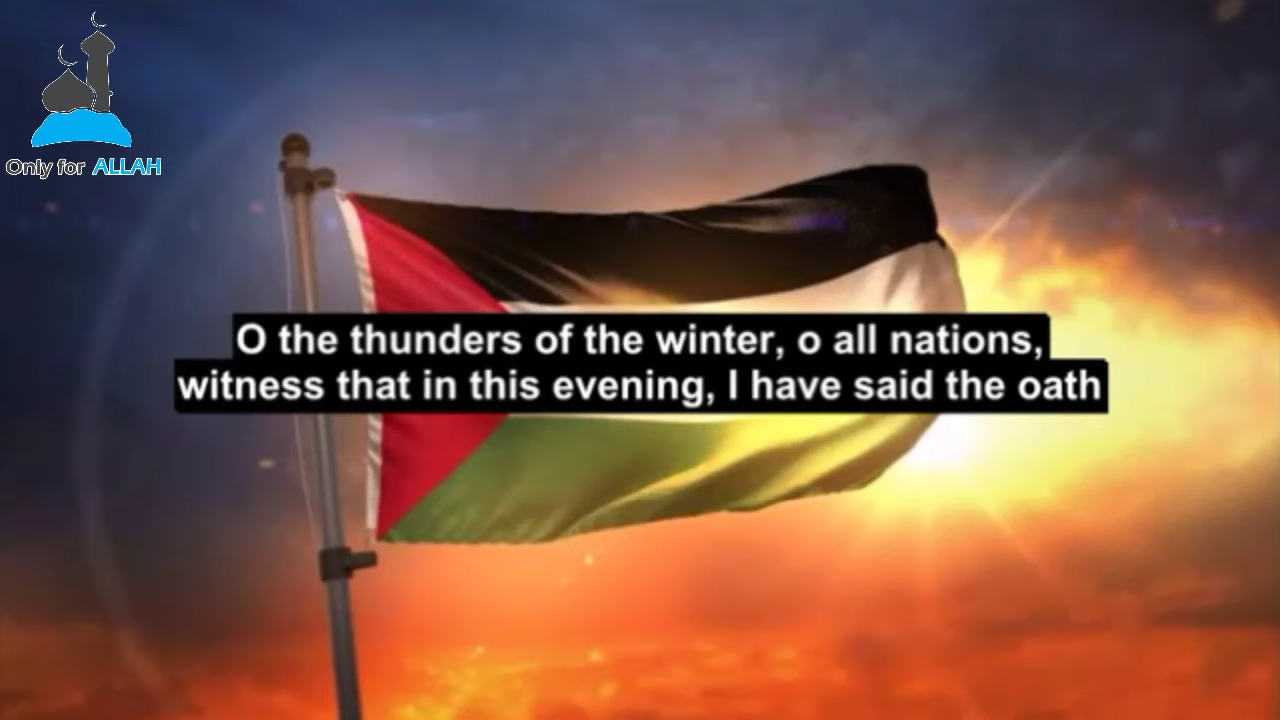 Only for ALLAH
O the thunders of the winter, o all nations,
witness that in this evening, I have said the oath